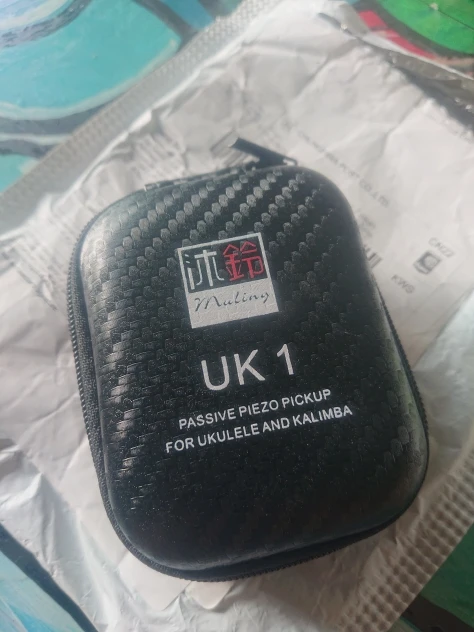 沐鈴
Muling
UK 1
PASSIVE PIEZO PICKUP
FOR UKULELE AND KALIMBA